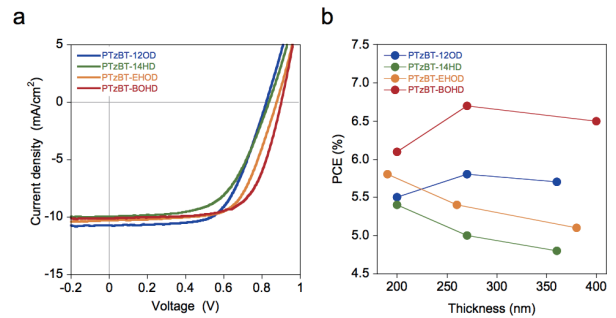 a
5
0
-5
-10
-15
-0.2
0
0.2
0.4
0.6
0.8
1
Current density (mA/cm²)
Voltage (V)
PTzBT-12OD
PTzBT-14HD
PTzBT-EHOD
PTzBT-BOHD
b
7.5
7.0
6.5
6.0
5.5
5.0
4.5
200
250
300
350
400
PCE (%)
Thickness (nm)
PTzBT-12OD
PTzBT-14HD
PTzBT-EHOD
PTzBT-BOHD